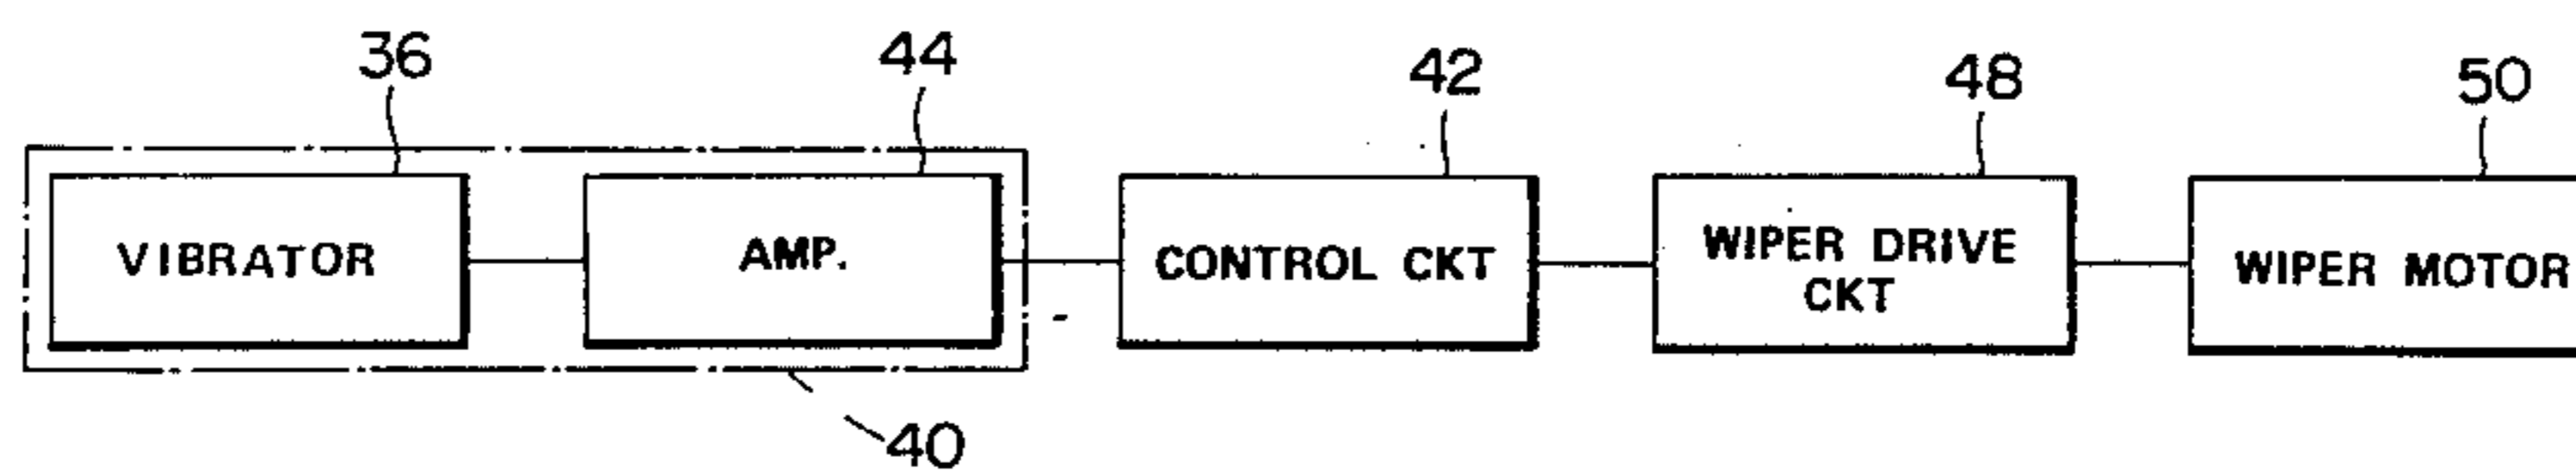 36
44
42
48
50
VIBRATOR
AMP.
CONTROL CKT
WIPER DRIVE
CKT
WIPER MOTOR
40